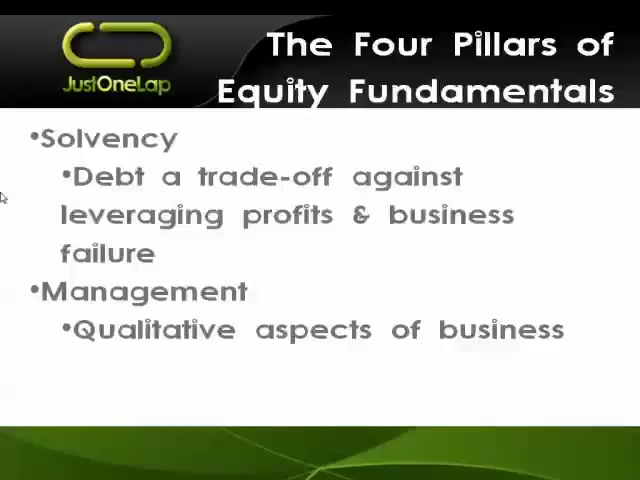 JustOneLap
The Four Pillars of
Equity Fundamentals
•Solvency
•Debt a trade-off against
leveraging profits & business
failure
•Management
•Qualitative aspects of business